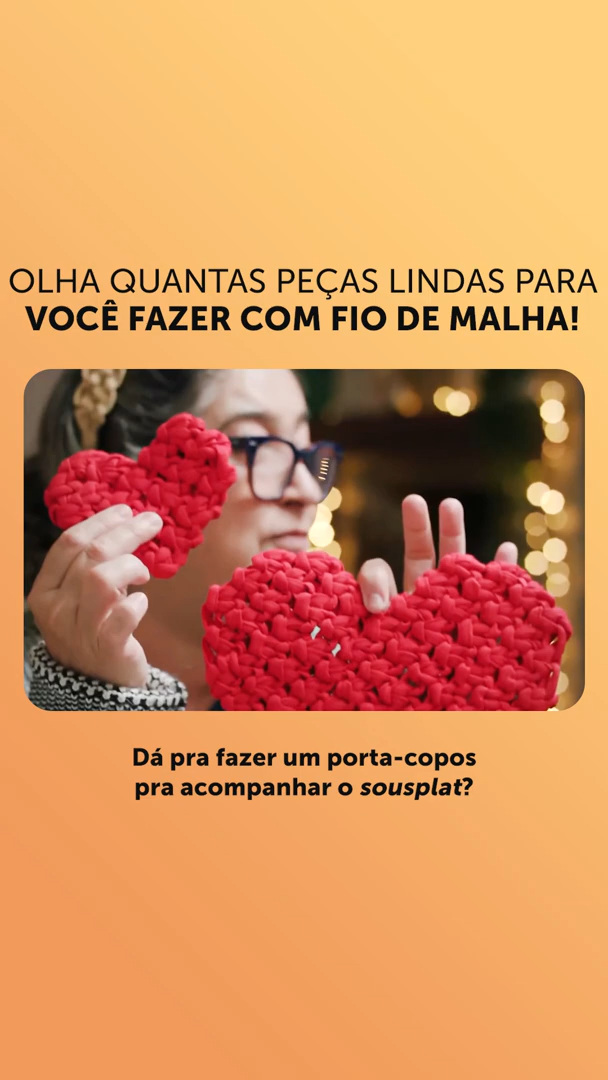 OLHA QUANTAS PEÇAS LINDAS PARA
VOCÊ FAZER COM FIO DE MALHA!
Dá pra fazer um porta-copos
pra acompanhar o sousplat?